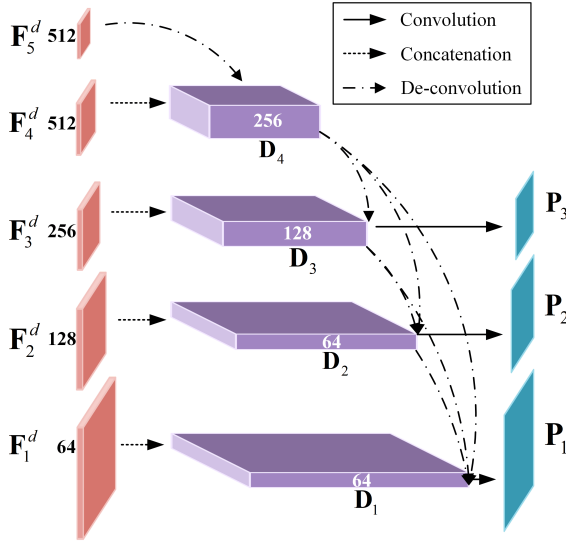 F₅ᵈ 512
Convolution
Concatenation
De-convolution
F₄ᵈ 512
256
D₄
F₃ᵈ 256
128
D₃
P₃
F₂ᵈ 128
64
D₂
P₂
F₁ᵈ 64
64
D₁
P₁